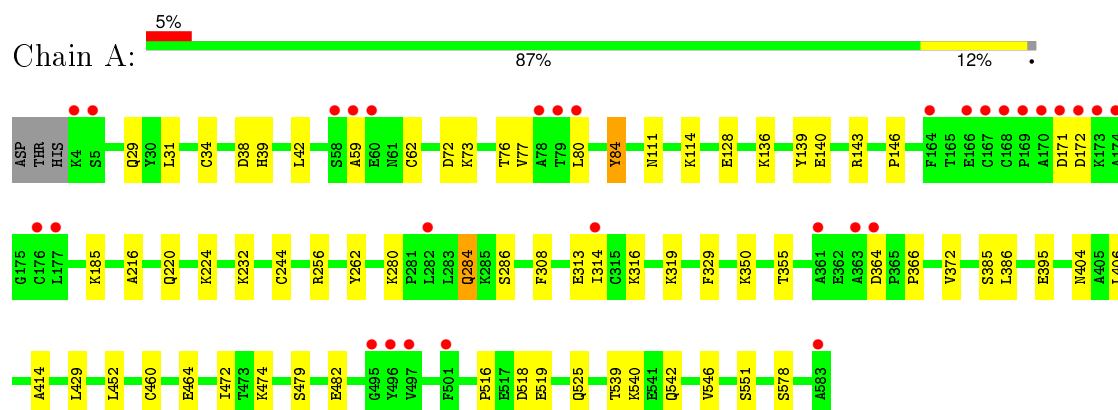 5%
Chain A:
87% 12% •
ASP THR HIS K4 S5 Q29 Y30 L31 C34 D38 H39 L42 S58 A59 E60 N61 C62 D72 K73 T76 V77 A78 T79 L80 Y84 N111 K114 E128 K136 Y139 E140 R143 P146 F164 T165 E166 C167 C168 P169 A170 D171 D172 K173 A174
G175 C176 L177 K185 A216 Q220 K224 K232 C244 R256 Y262 K280 P281 L282 L283 Q284 K285 S286 F308 E313 I314 C315 K316 K319 F329 K350 T355 A361 E362 A363 D364 P365 P366 V372 S385 L386 E395 N404 A405 L406
A414 L429 L452 C460 E464 I472 T473 K474 S479 E482 G495 Y496 V497 F501 P516 E517 D518 E519 Q525 T539 K540 E541 Q542 V546 S551 S578 A583